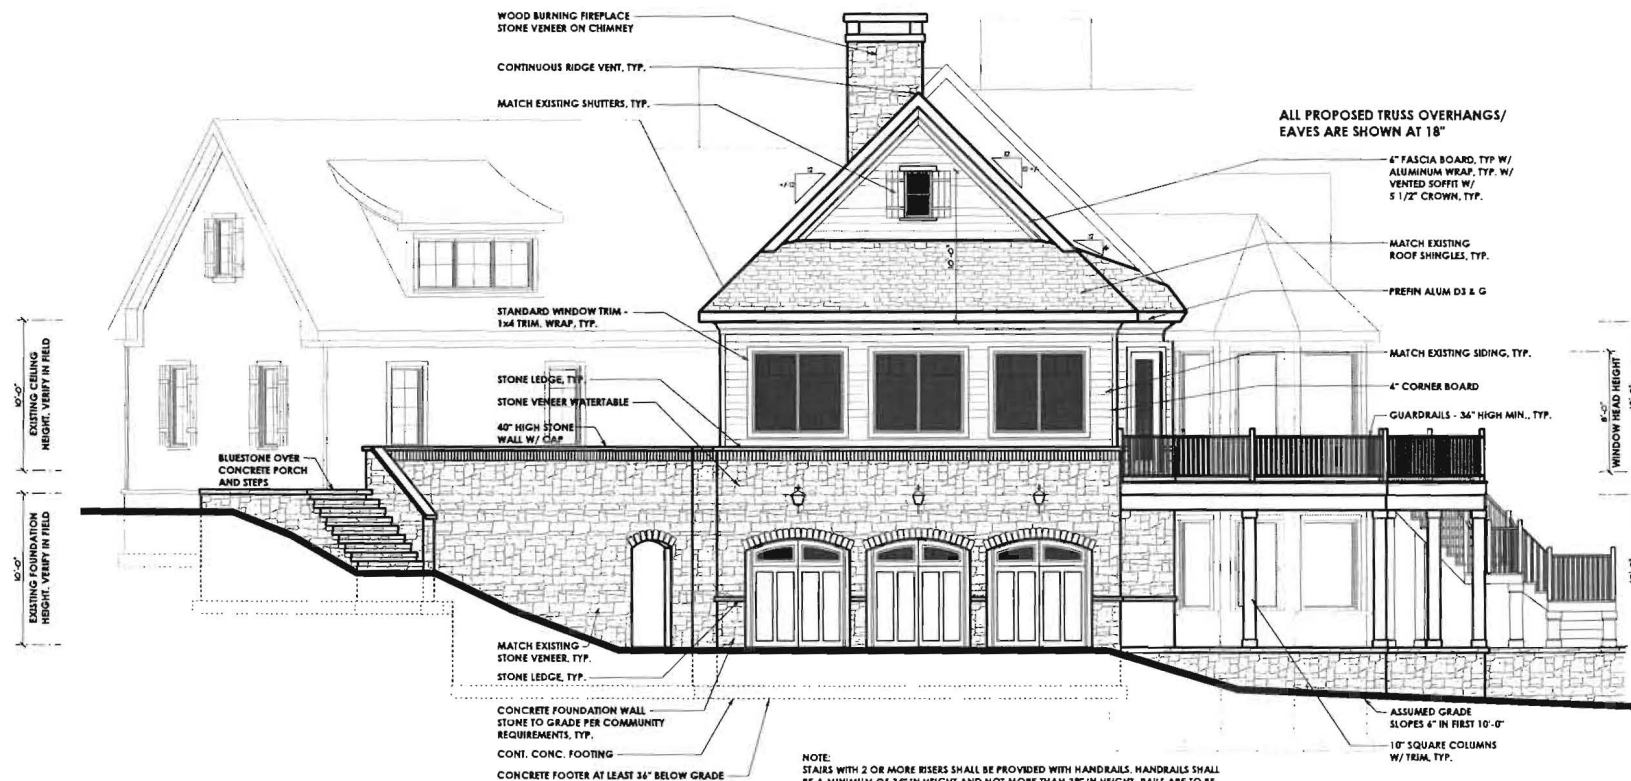 WOOD BURNING FIREPLACE
STONE VENEER ON CHIMNEY
CONTINUOUS RIDGE VENT, TYP.
MATCH EXISTING SHUTTERS, TYP.
STANDARD WINDOW TRIM -
1x4 TRIM, WRAP, TYP.
STONE LEDGE, TYP.
STONE VENEER WATERTABLE
40" HIGH STONE
WALL W/ CAP
BLUESTONE OVER
CONCRETE PORCH
AND STEPS
10'-0"
EXISTING CEILING
HEIGHT, VERIFY IN FIELD
10'-0"
EXISTING FOUNDATION
HEIGHT, VERIFY IN FIELD
MATCH EXISTING
STONE VENEER, TYP.
STONE LEDGE, TYP.
CONCRETE FOUNDATION WALL
STONE TO GRADE PER COMMUNITY
REQUIREMENTS, TYP.
CONT. CONC. FOOTING
CONCRETE FOOTER AT LEAST 36" BELOW GRADE
12
+/-12
12
12
ALL PROPOSED TRUSS OVERHANGS/
EAVES ARE SHOWN AT 18"
6" FASCIA BOARD, TYP W/
ALUMINUM WRAP, TYP. W/
VENTED SOFFIT W/
5 1/2" CROWN, TYP.
MATCH EXISTING
ROOF SHINGLES, TYP.
PREFIN ALUM DS & G
MATCH EXISTING SIDING, TYP.
4" CORNER BOARD
GUARDRAILS - 36" HIGH MIN., TYP.
8'-0"
WINDOW HEAD HEIGHT
ASSUMED GRADE
SLOPES 6" IN FIRST 10'-0"
10" SQUARE COLUMNS
W/ TRIM, TYP.
NOTE:
STAIRS WITH 2 OR MORE RISERS SHALL BE PROVIDED WITH HANDRAILS. HANDRAILS SHALL